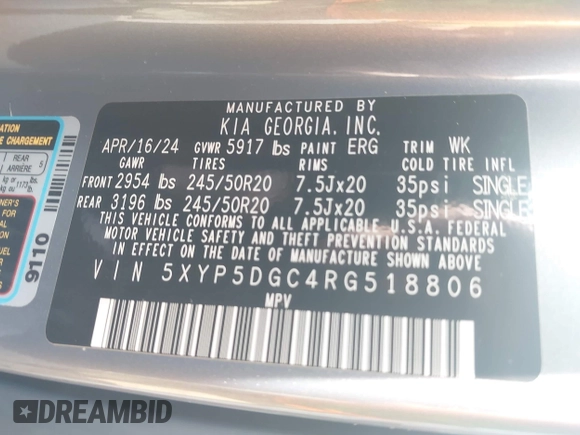 MANUFACTURED BY
KIA GEORGIA, INC.
APR/16/24 GVWR 5917 lbs PAINT ERG TRIM WK
GAWR TIRES RIMS COLD TIRE INFL
FRONT 2954 lbs 245/50R20 7.5Jx20 35psi SINGLE
REAR 3196 lbs 245/50R20 7.5Jx20 35psi SINGLE
THIS VEHICLE CONFORMS TO ALL APPLICABLE U.S.A. FEDERAL
MOTOR VEHICLE SAFETY AND THEFT PREVENTION STANDARDS
IN EFFECT ON THE DATE OF MANUFACTURE SHOWN ABOVE.
VIN 5XYP5DGC4RG518806
MPV
CHARGEMENT
REAR 5
ARRIÈRE
9110
DREAMBID